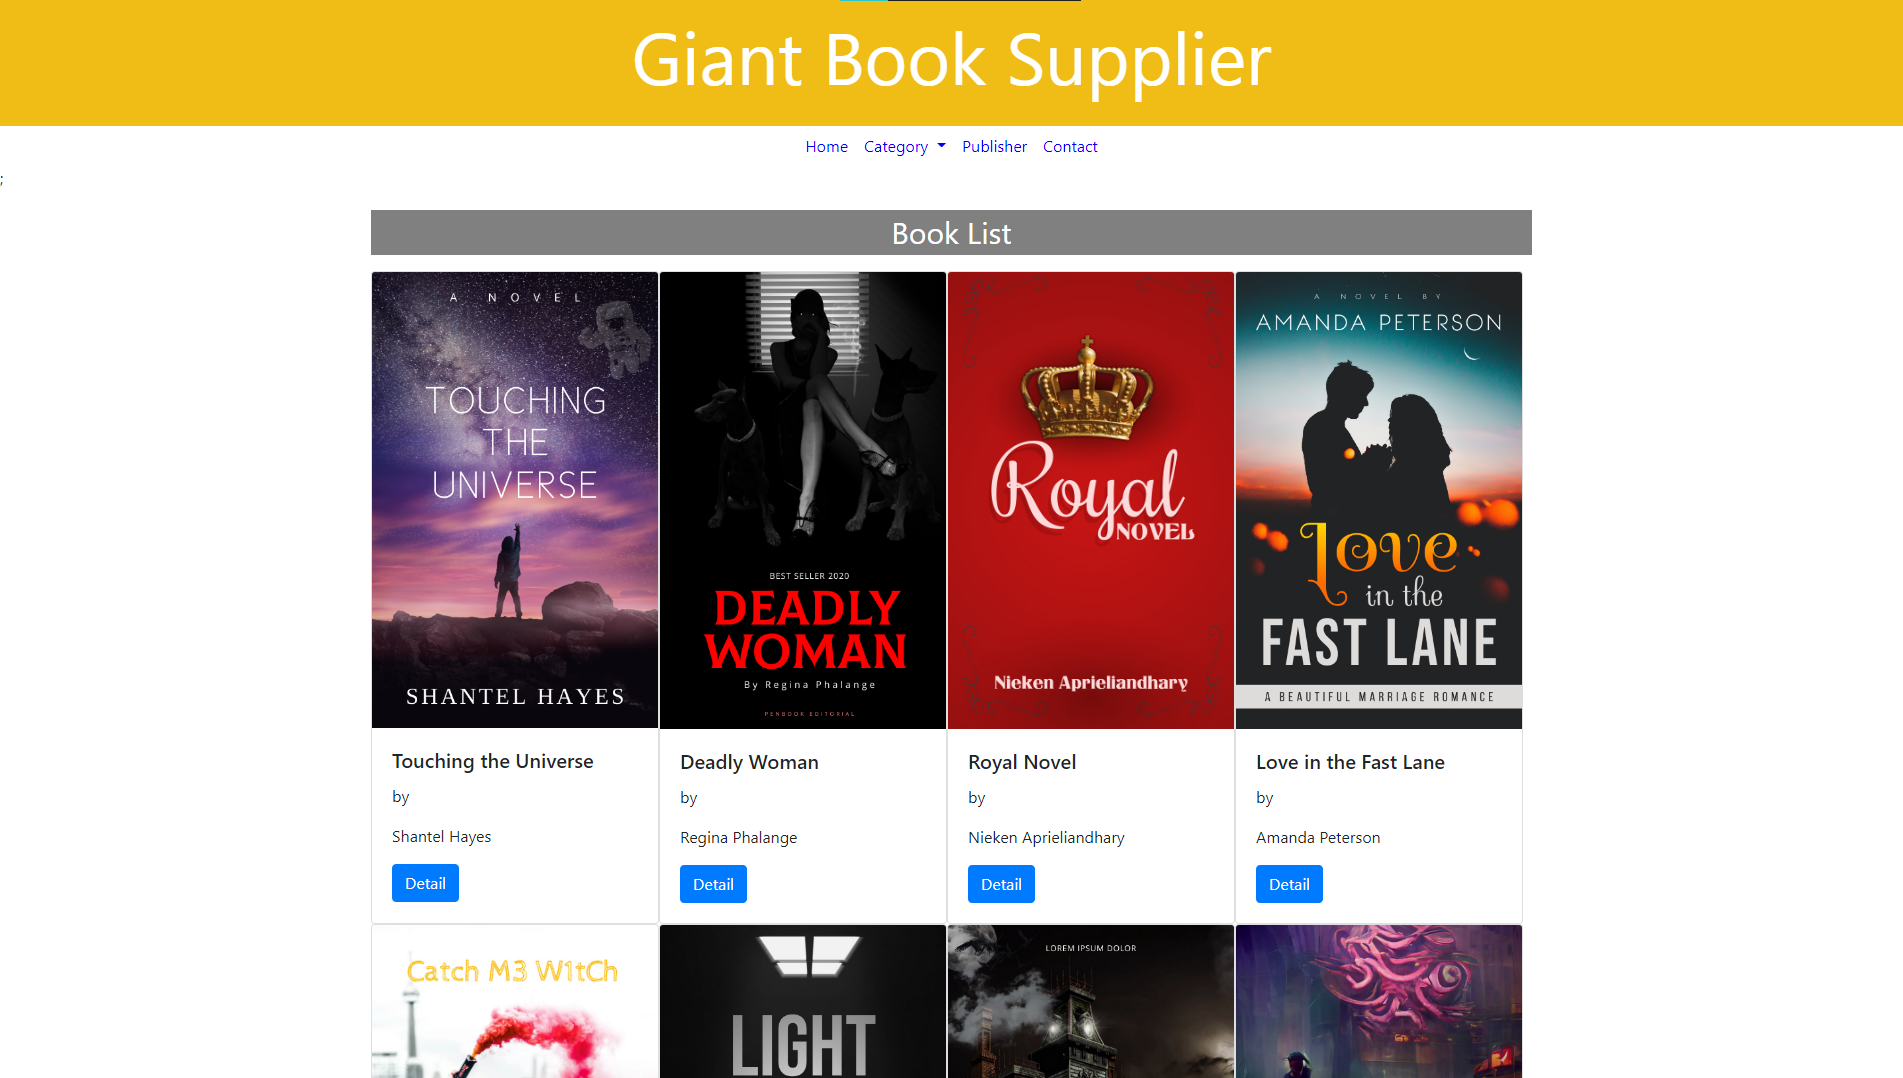 Giant Book Supplier
Home Category Publisher Contact
;
Book List
A NOVEL
TOUCHING
THE
UNIVERSE
SHANTEL HAYES
BEST SELLER 2020
DEADLY
WOMAN
By Regina Phalange
PENBOOK EDITORIAL
Royal
NOVEL
Nieken Aprieliandhary
A NOVEL BY
AMANDA PETERSON
Love
in the
FAST LANE
A BEAUTIFUL MARRIAGE ROMANCE
Touching the Universe
by
Shantel Hayes
Detail
Deadly Woman
by
Regina Phalange
Detail
Royal Novel
by
Nieken Aprieliandhary
Detail
Love in the Fast Lane
by
Amanda Peterson
Detail
Catch M3 W1tCh
LIGHT
LOREM IPSUM DOLOR